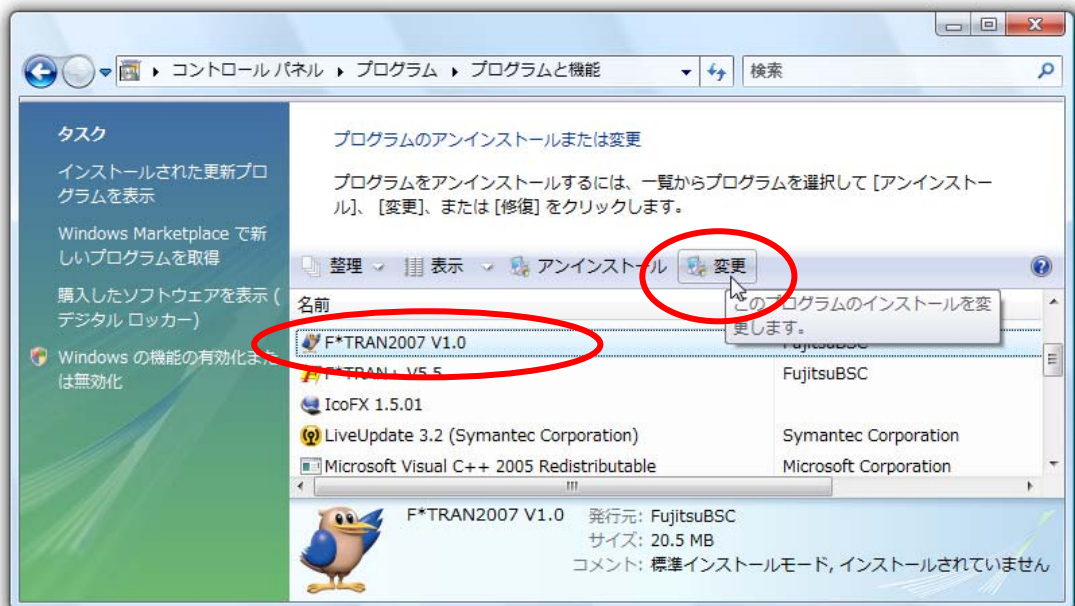 コントロール パネル ▸ プログラム ▸ プログラムと機能
検索
タスク
インストールされた更新プロ
グラムを表示
Windows Marketplace で新
しいプログラムを取得
購入したソフトウェアを表示 (
デジタル ロッカー)
Windows の機能の有効化また
は無効化
プログラムのアンインストールまたは変更
プログラムをアンインストールするには、一覧からプログラムを選択して [アンインストー
ル]、 [変更]、または [修復] をクリックします。
整理 表示 アンインストール 変更
このプログラムのインストールを変
更します。
名前
F*TRAN2007 V1.0 FujitsuBSC
F*TRAN+ V5.5 FujitsuBSC
IcoFX 1.5.01
LiveUpdate 3.2 (Symantec Corporation) Symantec Corporation
Microsoft Visual C++ 2005 Redistributable Microsoft Corporation
F*TRAN2007 V1.0 発行元: FujitsuBSC
サイズ: 20.5 MB
コメント: 標準インストールモード, インストールされていません